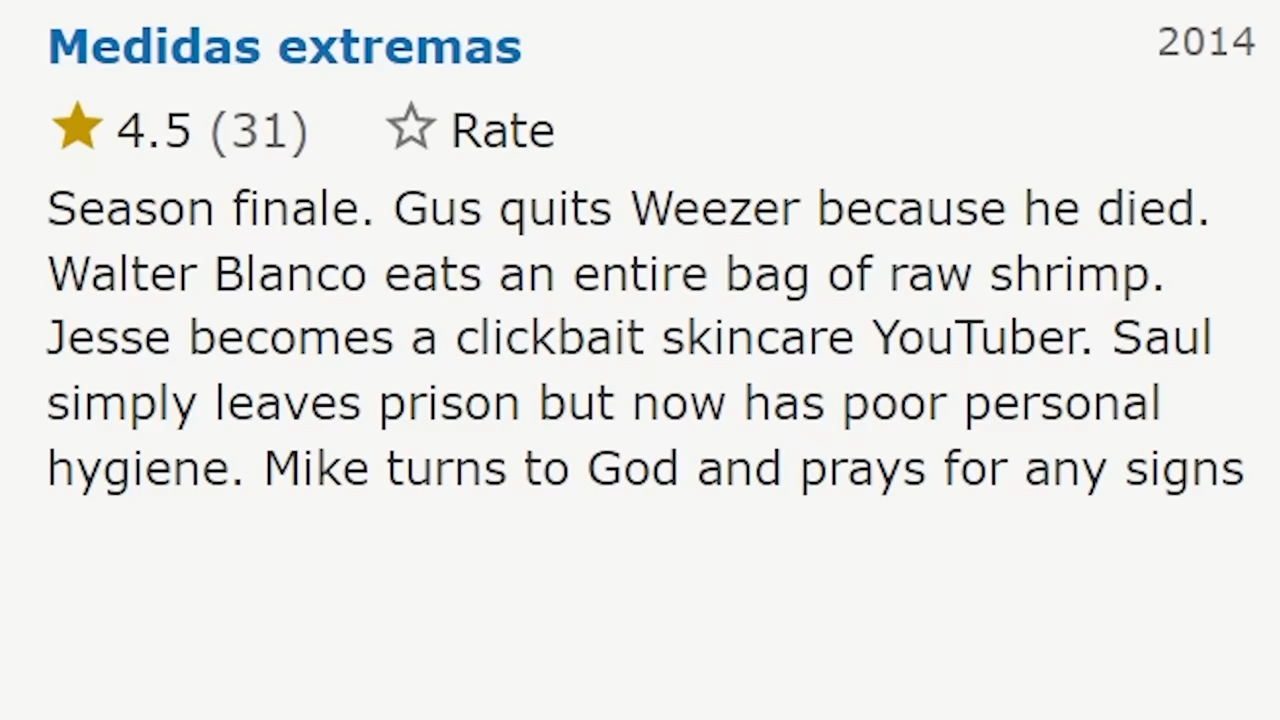 Medidas extremas
2014
4.5 (31) Rate
Season finale. Gus quits Weezer because he died.
Walter Blanco eats an entire bag of raw shrimp.
Jesse becomes a clickbait skincare YouTuber. Saul
simply leaves prison but now has poor personal
hygiene. Mike turns to God and prays for any signs